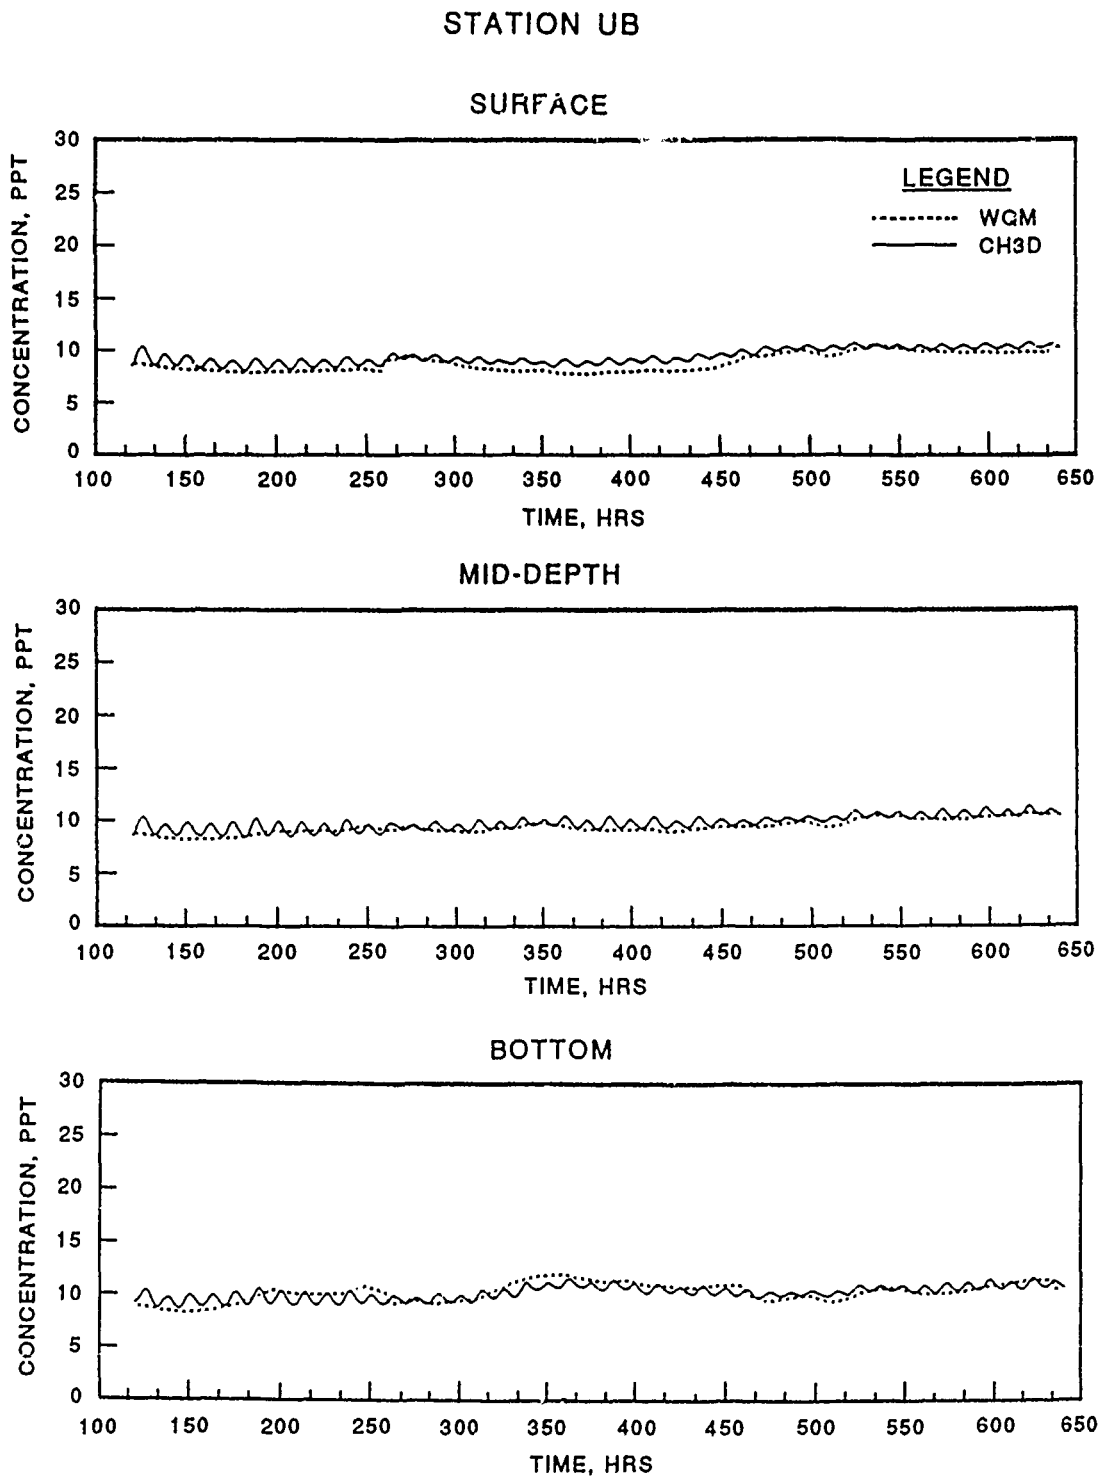 STATION UB
SURFACE
CONCENTRATION, PPT
30
25
20
15
10
5
0
LEGEND
WQM
CH3D
100 150 200 250 300 350 400 450 500 550 600 650
TIME, HRS
MID-DEPTH
CONCENTRATION, PPT
30
25
20
15
10
5
0
100 150 200 250 300 350 400 450 500 550 600 650
TIME, HRS
BOTTOM
CONCENTRATION, PPT
30
25
20
15
10
5
0
100 150 200 250 300 350 400 450 500 550 600 650
TIME, HRS